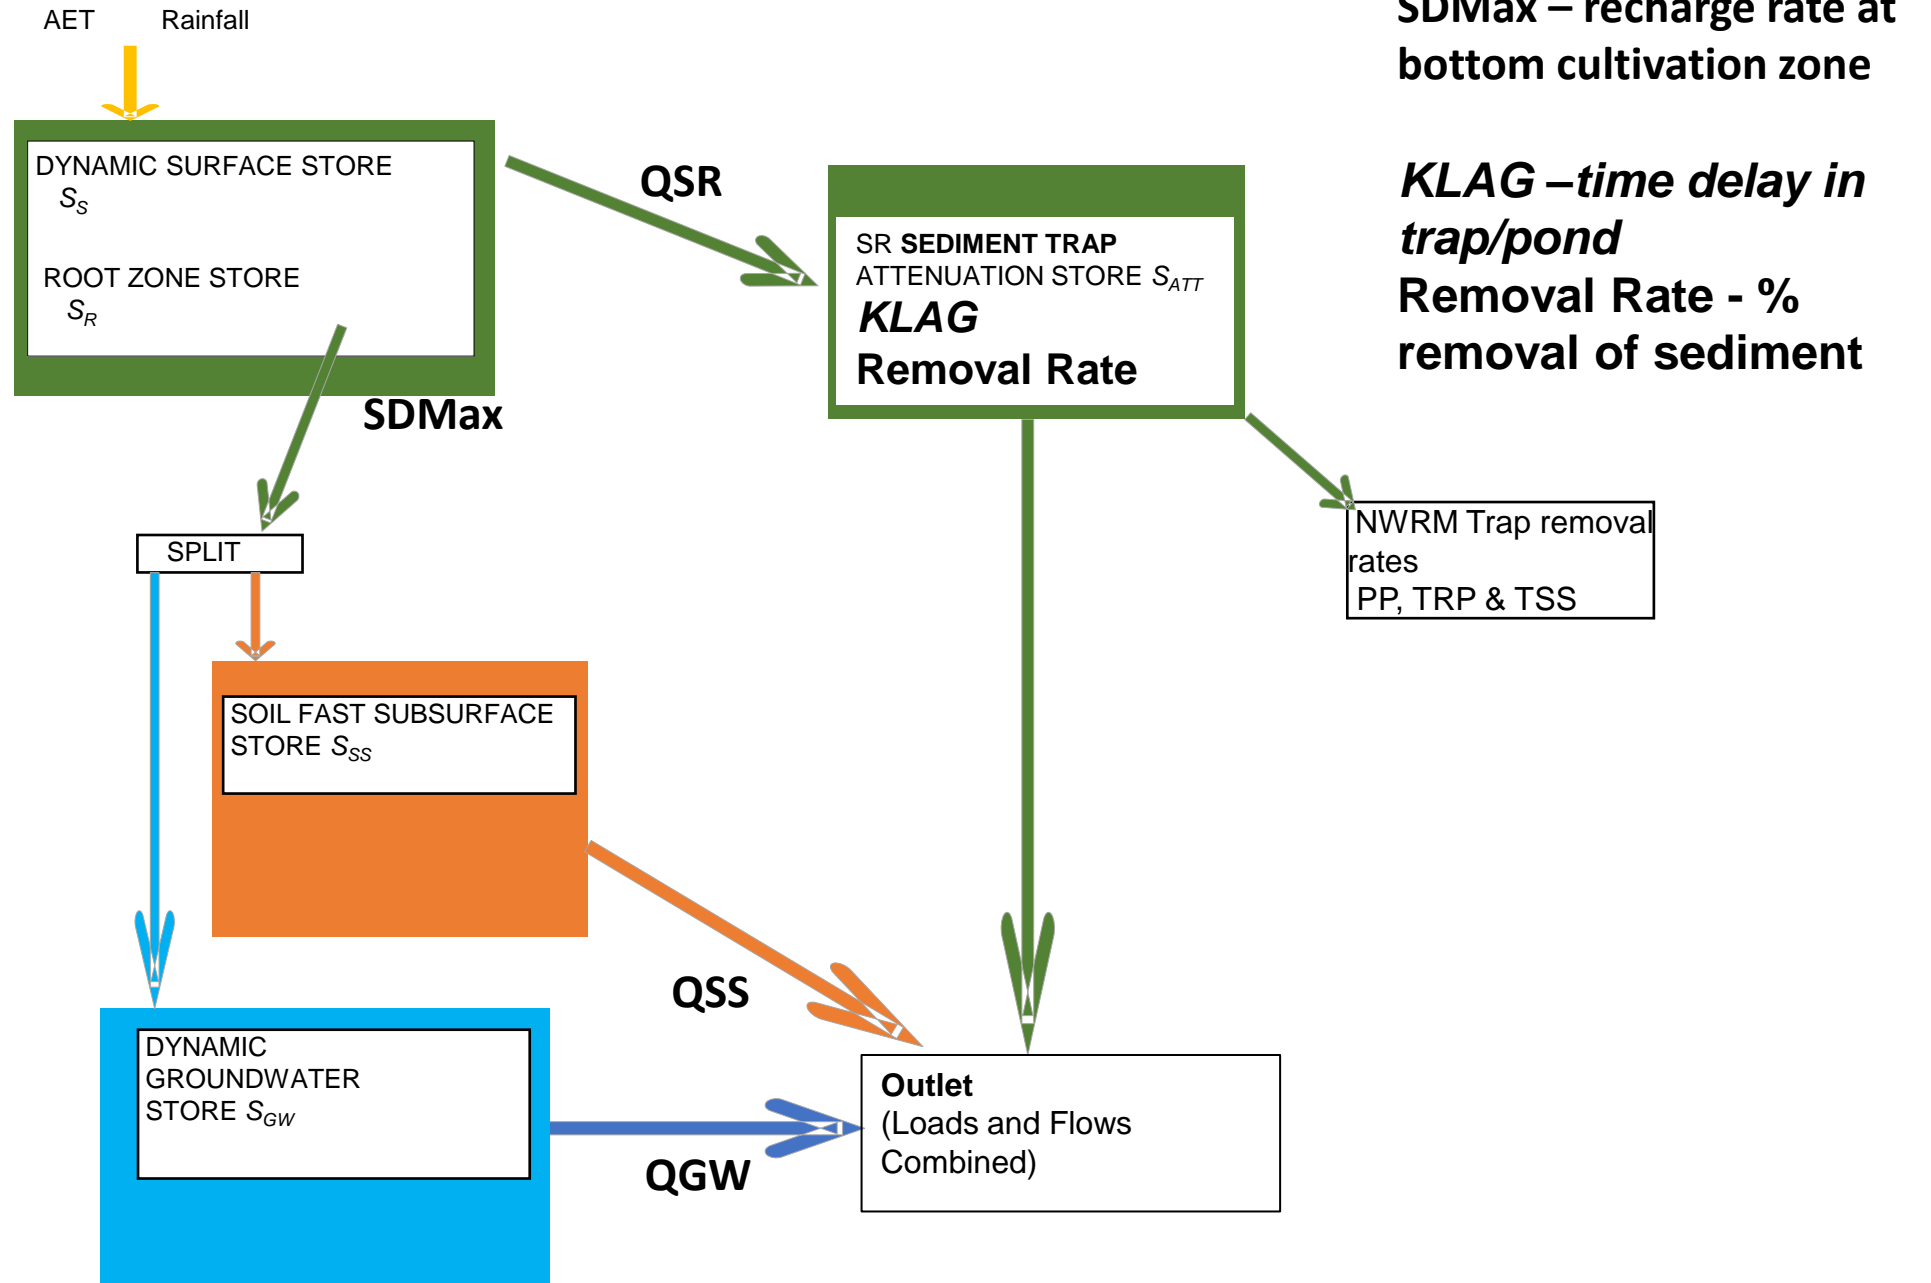 AET Rainfall
SDMax – recharge rate at
bottom cultivation zone
DYNAMIC SURFACE STORE
SS
ROOT ZONE STORE
SR
QSR
SR SEDIMENT TRAP
ATTENUATION STORE SATT
KLAG
Removal Rate
KLAG –time delay in
trap/pond
Removal Rate - %
removal of sediment
SDMax
SPLIT
NWRM Trap removal
rates
PP, TRP & TSS
SOIL FAST SUBSURFACE
STORE SSS
QSS
DYNAMIC
GROUNDWATER
STORE SGW
QGW
Outlet
(Loads and Flows
Combined)